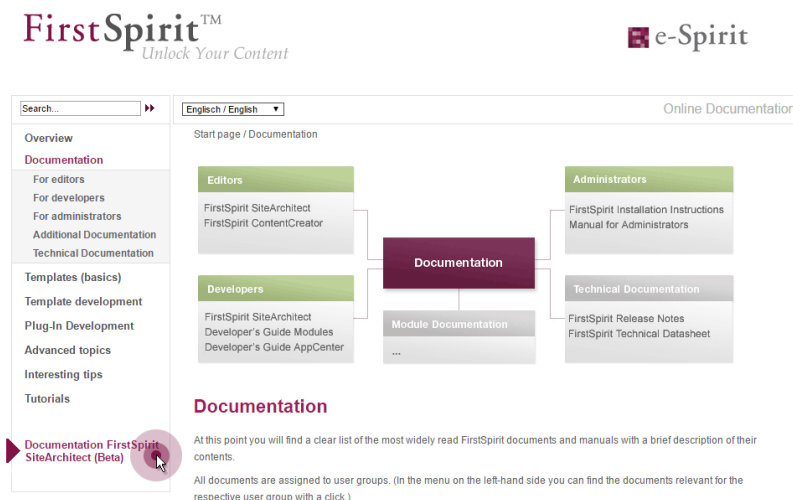 FirstSpirit™
Unlock Your Content
e-Spirit
Search...
Englisch / English
Online Documentation
Overview
Documentation
For editors
For developers
For administrators
Additional Documentation
Technical Documentation
Templates (basics)
Template development
Plug-In Development
Advanced topics
Interesting tips
Tutorials
Documentation FirstSpirit
SiteArchitect (Beta)
Start page / Documentation
Editors
FirstSpirit SiteArchitect
FirstSpirit ContentCreator
Administrators
FirstSpirit Installation Instructions
Manual for Administrators
Documentation
Developers
FirstSpirit SiteArchitect
Developer's Guide Modules
Developer's Guide AppCenter
Module Documentation
...
Technical Documentation
FirstSpirit Release Notes
FirstSpirit Technical Datasheet
Documentation
At this point you will find a clear list of the most widely read FirstSpirit documents and manuals with a brief description of their
contents.
All documents are assigned to user groups. (In the menu on the left-hand side you can find the documents relevant for the
respective user group with a click.)